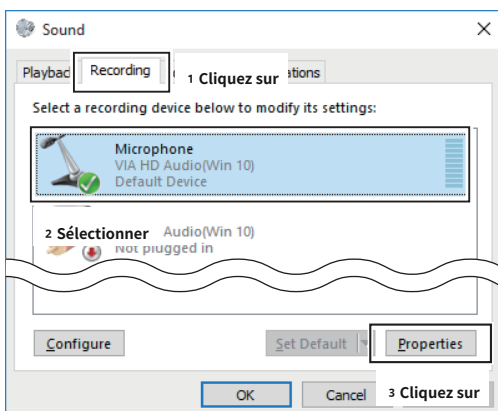 Sound
Playbac Recording 1 Cliquez sur ations
Select a recording device below to modify its settings:
Microphone
VIA HD Audio(Win 10)
Default Device
2 Sélectionner Audio(Win 10)
Not plugged in
Configure Set Default Properties
OK Cancel 3 Cliquez sur